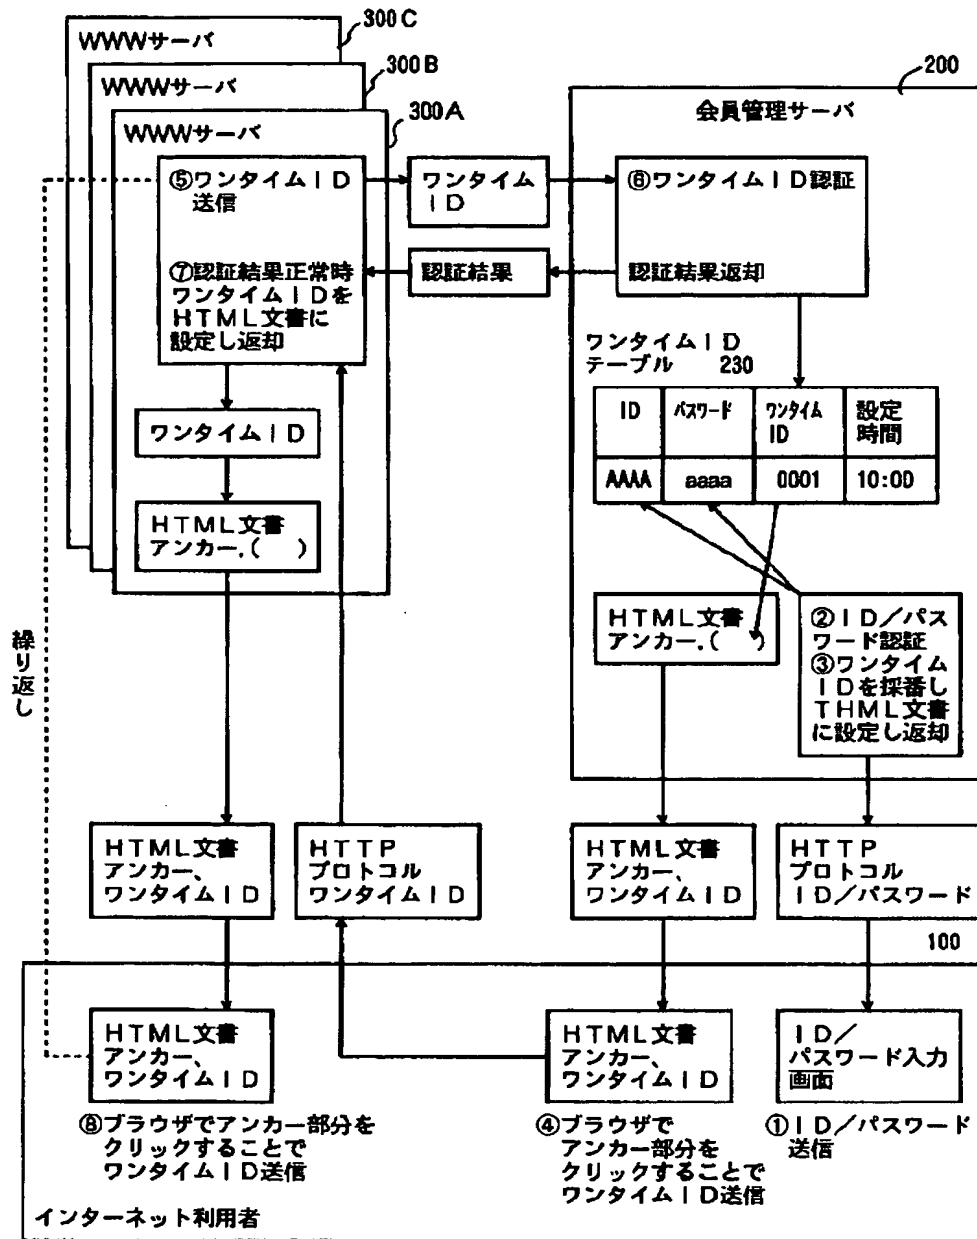 300C
WWWサーバ
300B
WWWサーバ
300A
WWWサーバ
⑤ワンタイムID
送信
⑦認証結果正常時
ワンタイムIDを
HTML文書に
設定し返却
ワンタイムID
HTML文書
アンカー.(　)
ワンタイム
ID
認証結果
200
会員管理サーバ
⑥ワンタイムID認証
認証結果返却
ワンタイムID
テーブル 230
ID パスワード ワンタイム 設定
ID 時間
AAAA aaaa 0001 10:00
HTML文書
アンカー.(　)
②ID/パス
ワード認証
③ワンタイム
IDを採番し
THML文書
に設定し返却
繰り返し
HTML文書
アンカー、
ワンタイムID
HTTP
プロトコル
ワンタイムID
HTML文書
アンカー、
ワンタイムID
HTTP
プロトコル
ID/パスワード
100
HTML文書
アンカー、
ワンタイムID
⑧ブラウザでアンカー部分を
クリックすることで
ワンタイムID送信
HTML文書
アンカー、
ワンタイムID
④ブラウザで
アンカー部分を
クリックすることで
ワンタイムID送信
ID/
パスワード入力
画面
①ID/パスワード
送信
インターネット利用者